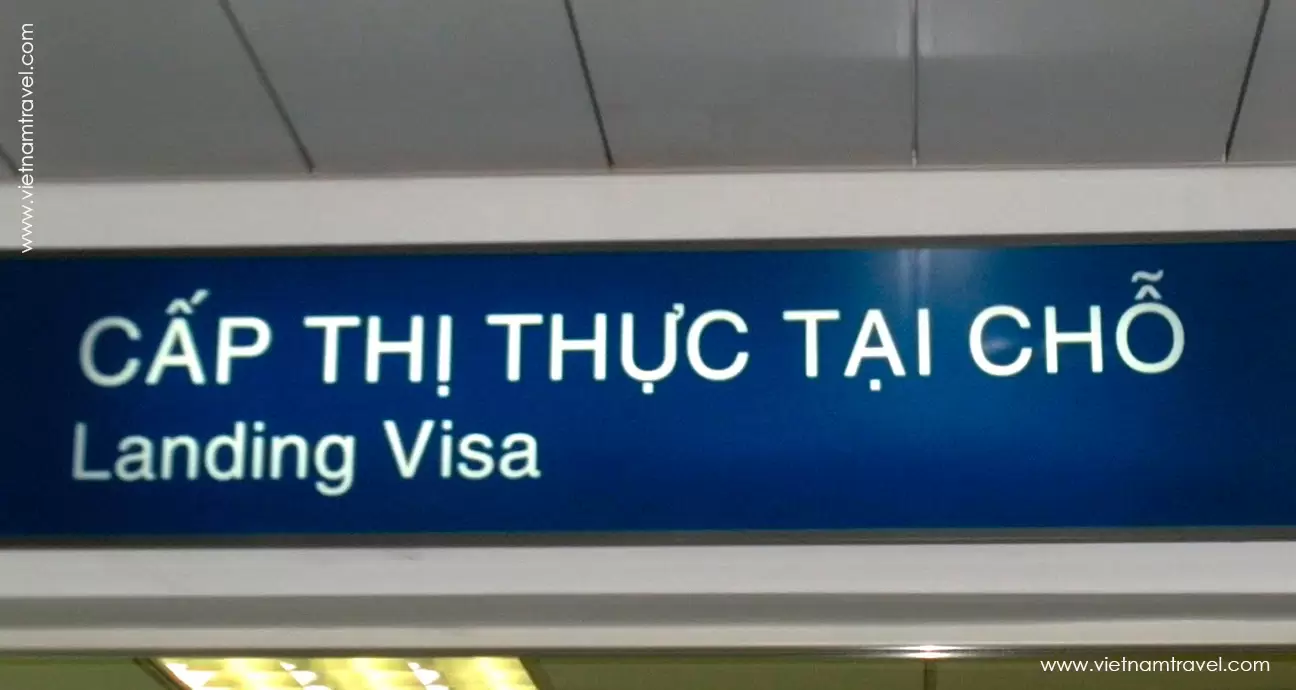 www.vietnamtravel.com
CẤP THỊ THỰC TẠI CHỖ
Landing Visa
www.vietnamtravel.com